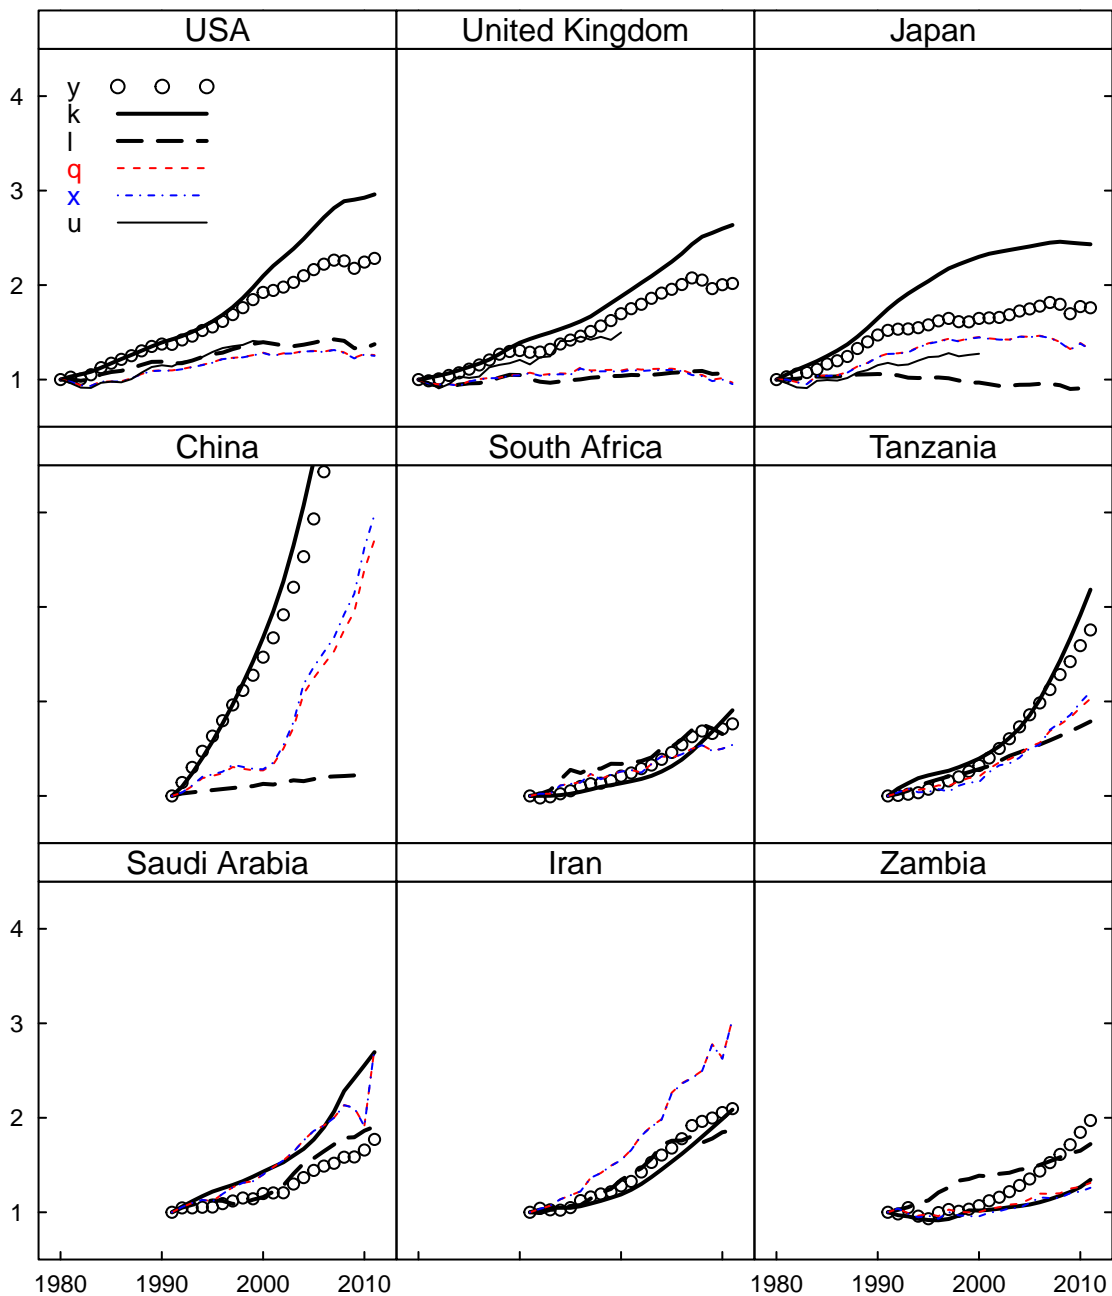 USA United Kingdom Japan
4
3
2
1
y
k
l
q
x
u
China South Africa Tanzania
Saudi Arabia Iran Zambia
4
3
2
1
1980 1990 2000 2010 1980 1990 2000 2010